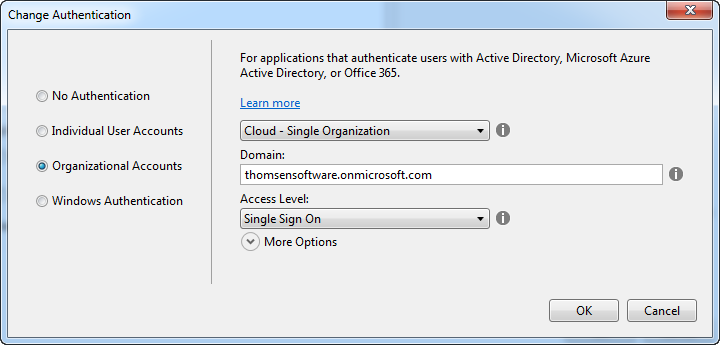 Change Authentication
No Authentication
Individual User Accounts
Organizational Accounts
Windows Authentication
For applications that authenticate users with Active Directory, Microsoft Azure
Active Directory, or Office 365.
Learn more
Cloud - Single Organization
Domain:
thomsensoftware.onmicrosoft.com
Access Level:
Single Sign On
More Options
OK
Cancel